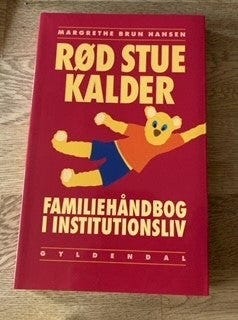 MARGRETHE BRUN HANSEN
RØD STUE
KALDER
FAMILIEHÅNDBOG
I INSTITUTIONSLIV
GYLDENDAL